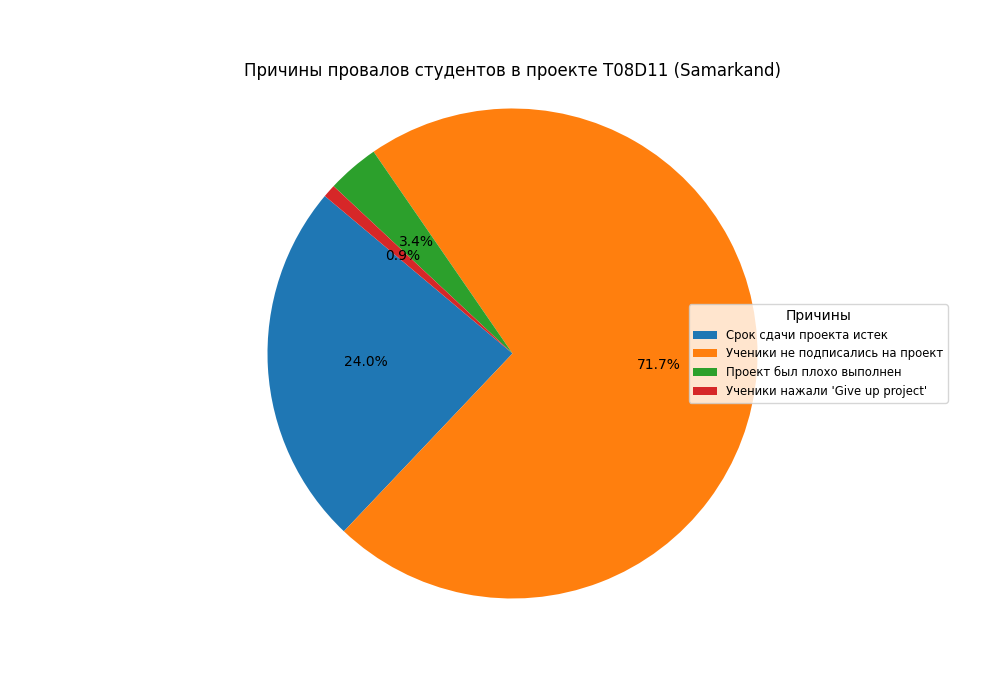 Причины провалов студентов в проекте T08D11 (Samarkand)
3.4%
0.9%
24.0%
71.7%
Причины
Срок сдачи проекта истек
Ученики не подписались на проект
Проект был плохо выполнен
Ученики нажали 'Give up project'